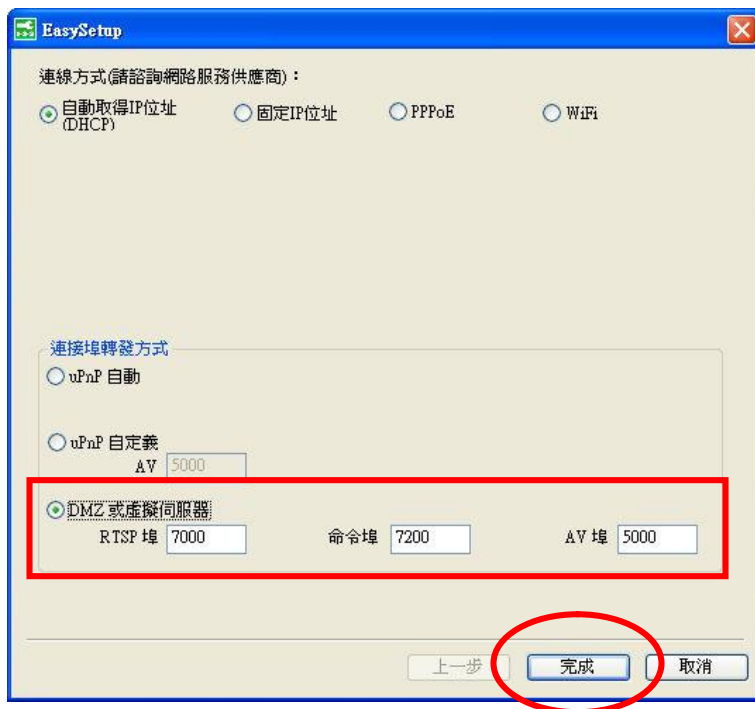 EasySetup
連線方式(請諮詢網路服務供應商)：
自動取得IP位址
(DHCP)
固定IP位址
PPPoE
WiFi
連接埠轉發方式
uPnP 自動
uPnP 自定義
AV 5000
DMZ 或虛擬伺服器
RTSP 埠 7000 命令埠 7200 AV 埠 5000
上一步 完成 取消